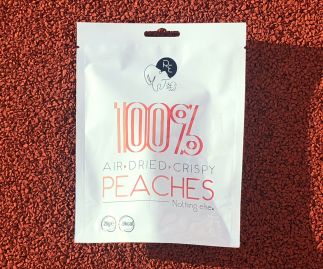 100%
AIR•DRIED•CRISPY
PEACHES
Nothing else.